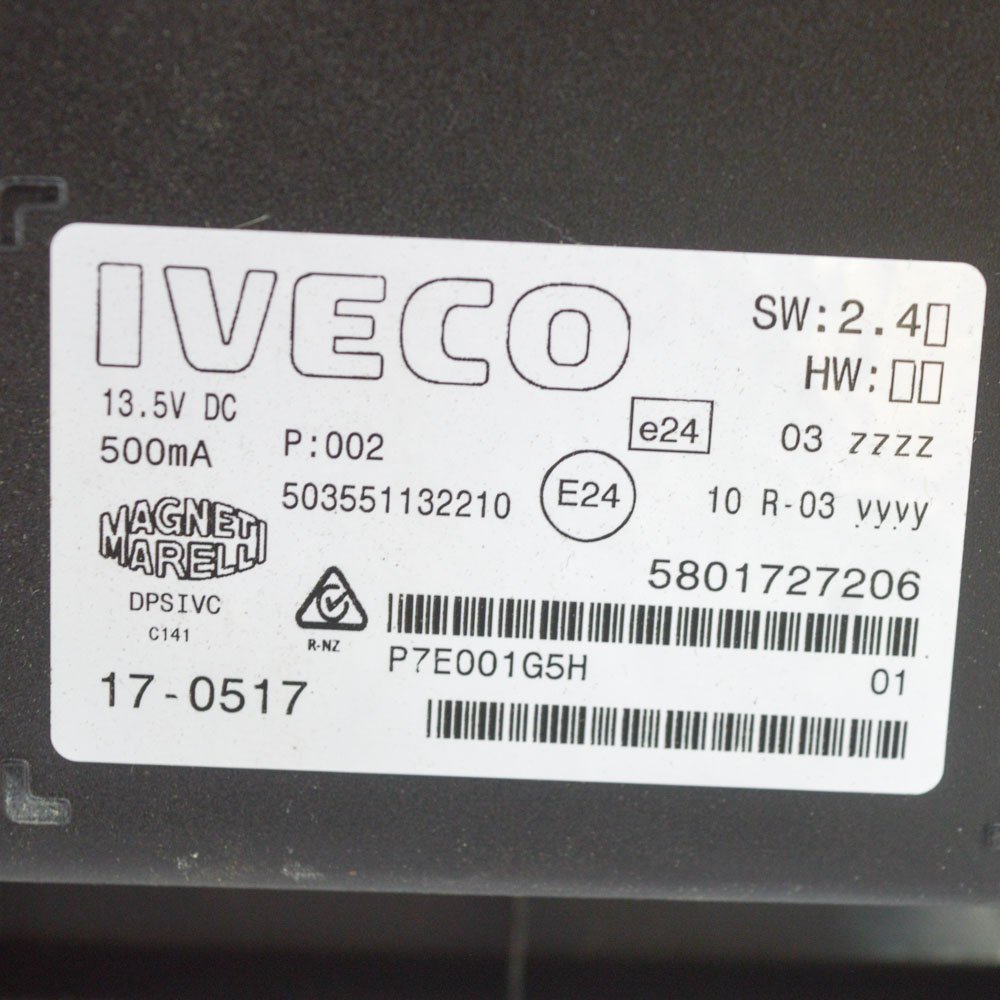 IVECO
SW:2.4▯
HW:▯▯
13.5V DC
500mA
P:002
e24
03 zzzz
503551132210
E24
10 R-03 yyyy
MAGNETI
MARELLI
DPSIVC
C141
R-NZ
5801727206
P7E001G5H
01
17-0517